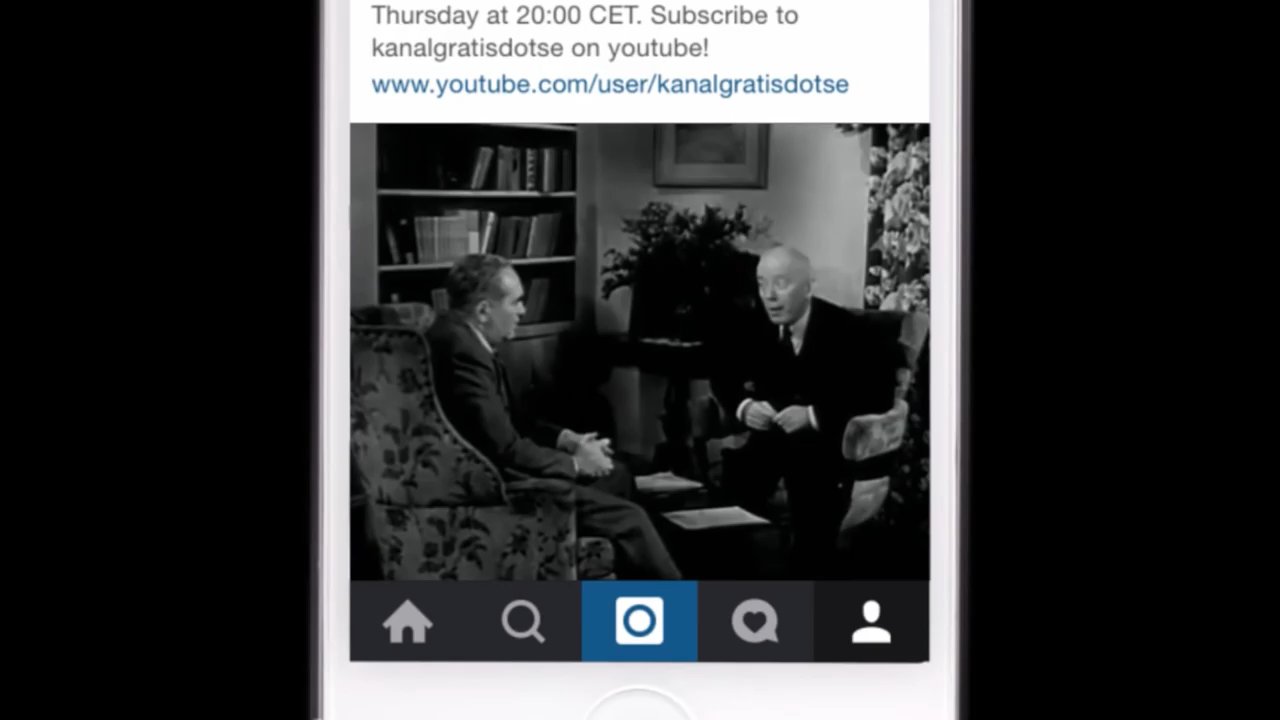 Thursday at 20:00 CET. Subscribe to
kanalgratisdotse on youtube!
www.youtube.com/user/kanalgratisdotse